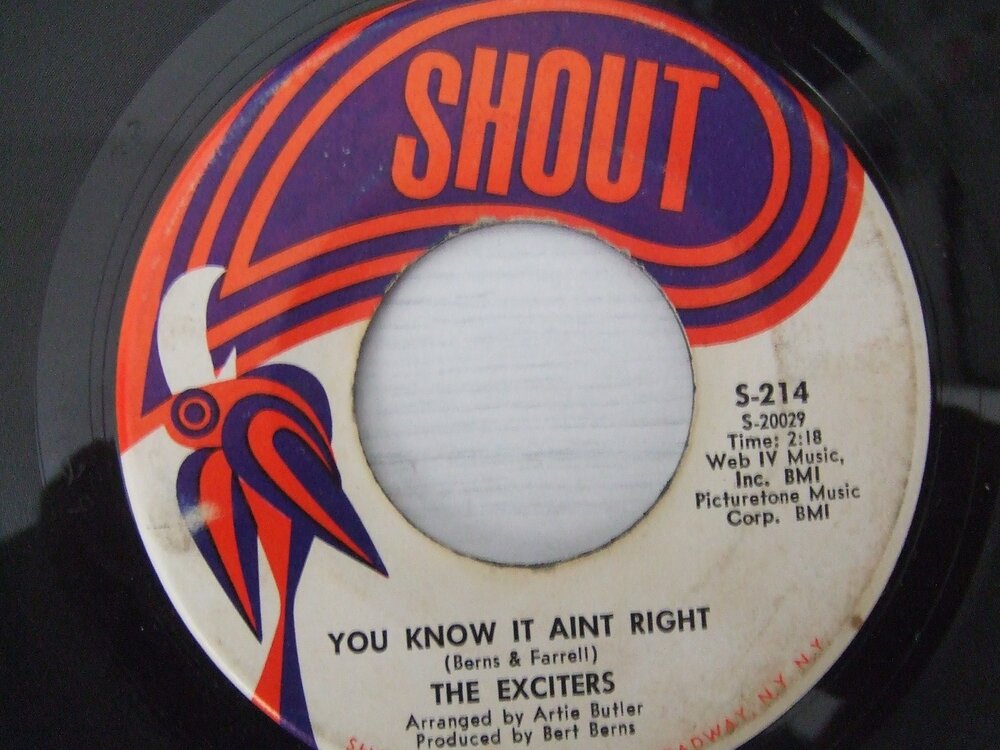 SHOUT
S-214
S-20029
Time: 2:18
Web IV Music,
Inc. BMI
Picturetone Music
Corp. BMI
YOU KNOW IT AINT RIGHT
(Berns & Farrell)
THE EXCITERS
Arranged by Artie Butler
Produced by Bert Berns
N.Y. N.Y.